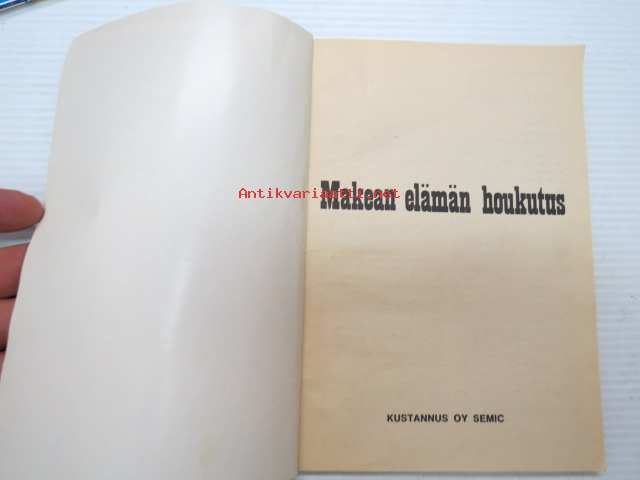 Antikvariaatti.net
Makean elämän houkutus
KUSTANNUS OY SEMIC